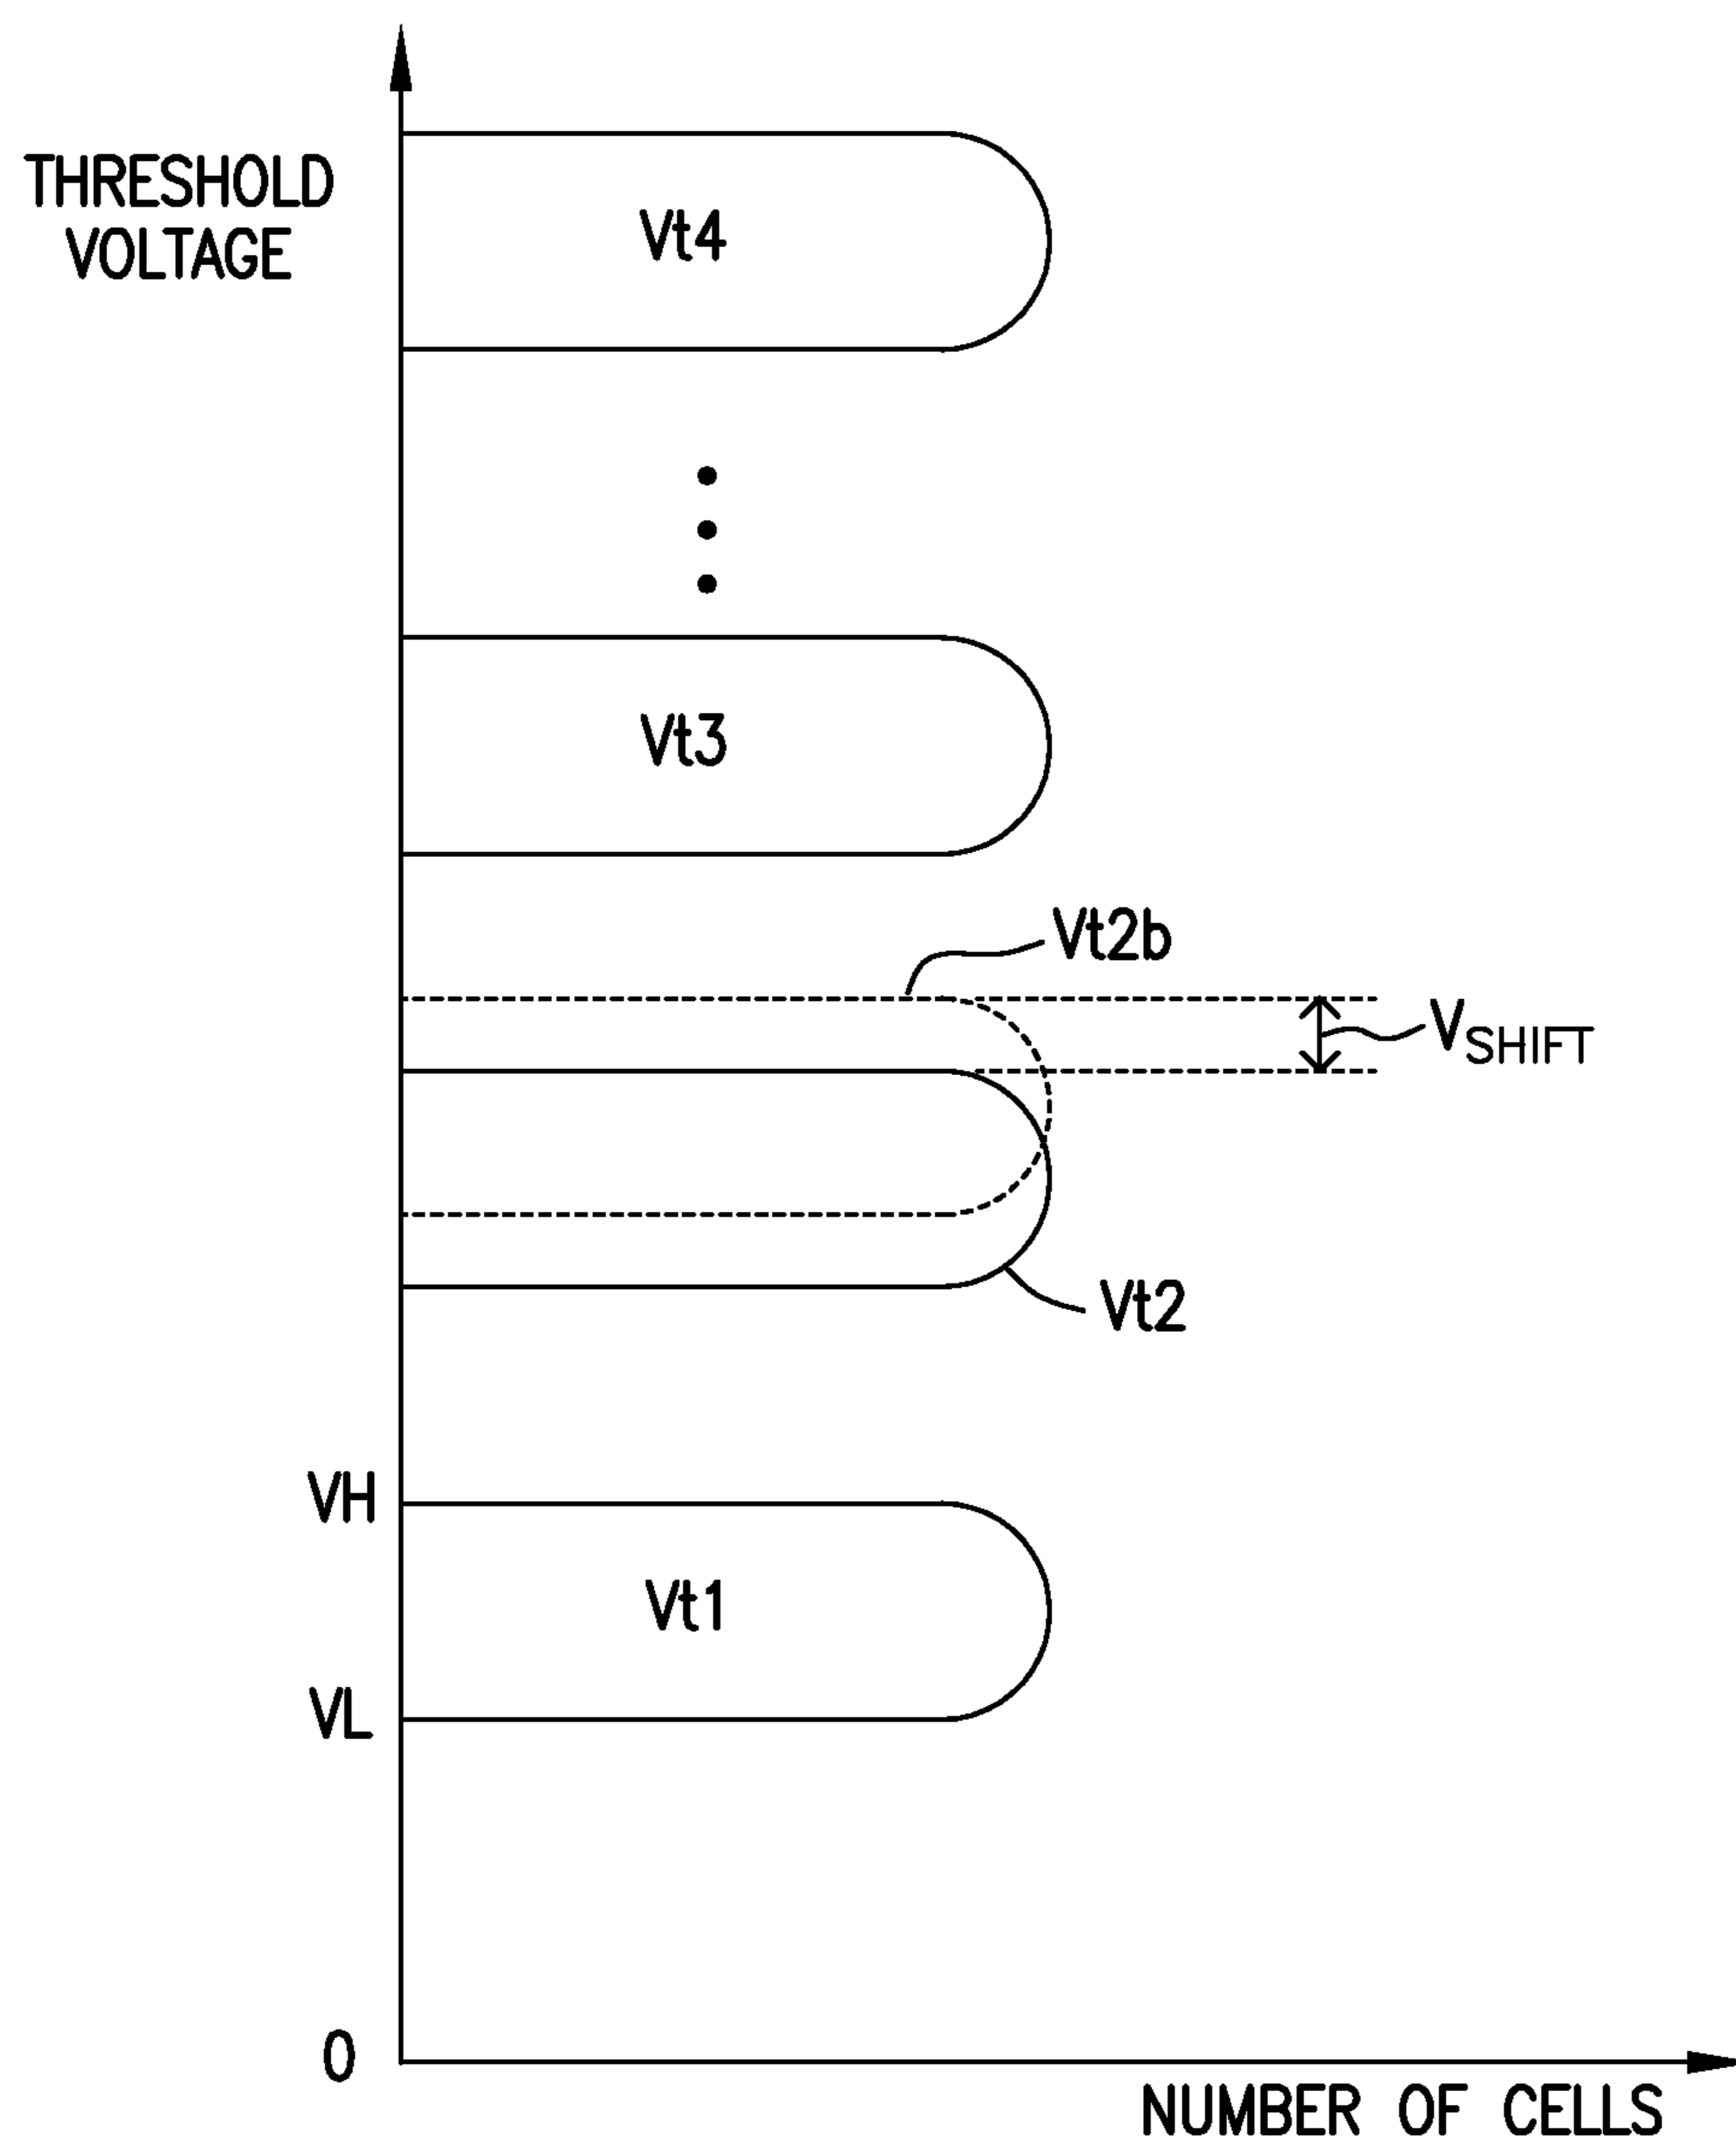 THRESHOLD
VOLTAGE
Vt4
Vt3
Vt2b
VSHIFT
Vt2
VH
Vt1
VL
0
NUMBER OF CELLS